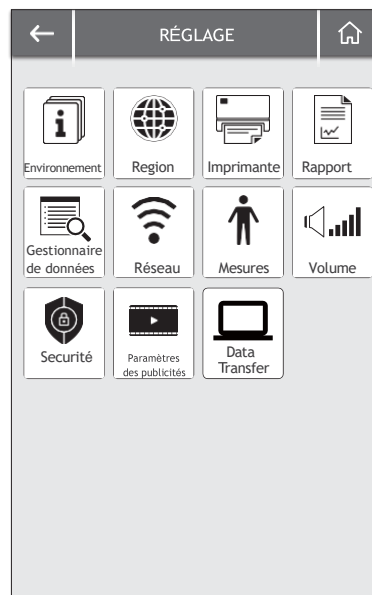 RÉGLAGE
Environnement
Region
Imprimante
Rapport
Gestionnaire
de données
Réseau
Mesures
Volume
Securité
Paramètres
des publicités
Data
Transfer